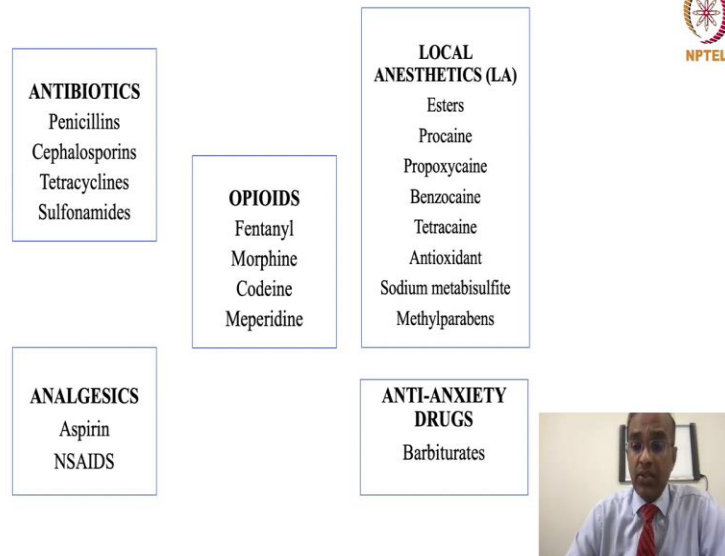 NPTEL
ANTIBIOTICS
Penicillins
Cephalosporins
Tetracyclines
Sulfonamides
ANALGESICS
Aspirin
NSAIDS
OPIOIDS
Fentanyl
Morphine
Codeine
Meperidine
LOCAL
ANESTHETICS (LA)
Esters
Procaine
Propoxycaine
Benzocaine
Tetracaine
Antioxidant
Sodium metabisulfite
Methylparabens
ANTI-ANXIETY
DRUGS
Barbiturates